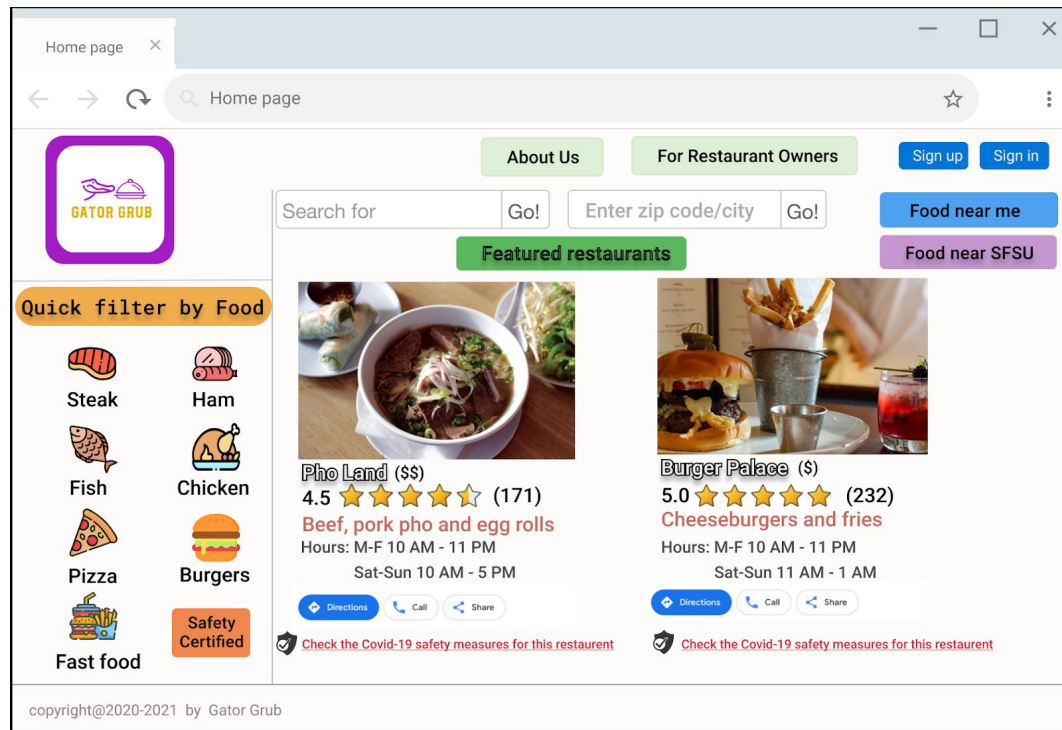 Home page
Home page
GATOR GRUB
About Us
For Restaurant Owners
Sign up
Sign in
Search for
Go!
Enter zip code/city
Go!
Food near me
Featured restaurants
Food near SFSU
Quick filter by Food
Steak
Ham
Fish
Chicken
Pizza
Burgers
Fast food
Safety
Certified
Pho Land ($$)
4.5 (171)
Beef, pork pho and egg rolls
Hours: M-F 10 AM - 11 PM
Sat-Sun 10 AM - 5 PM
Directions
Call
Share
Check the Covid-19 safety measures for this restaurent
Burger Palace ($)
5.0 (232)
Cheeseburgers and fries
Hours: M-F 10 AM - 11 PM
Sat-Sun 11 AM - 1 AM
Directions
Call
Share
Check the Covid-19 safety measures for this restaurent
copyright@2020-2021 by Gator Grub